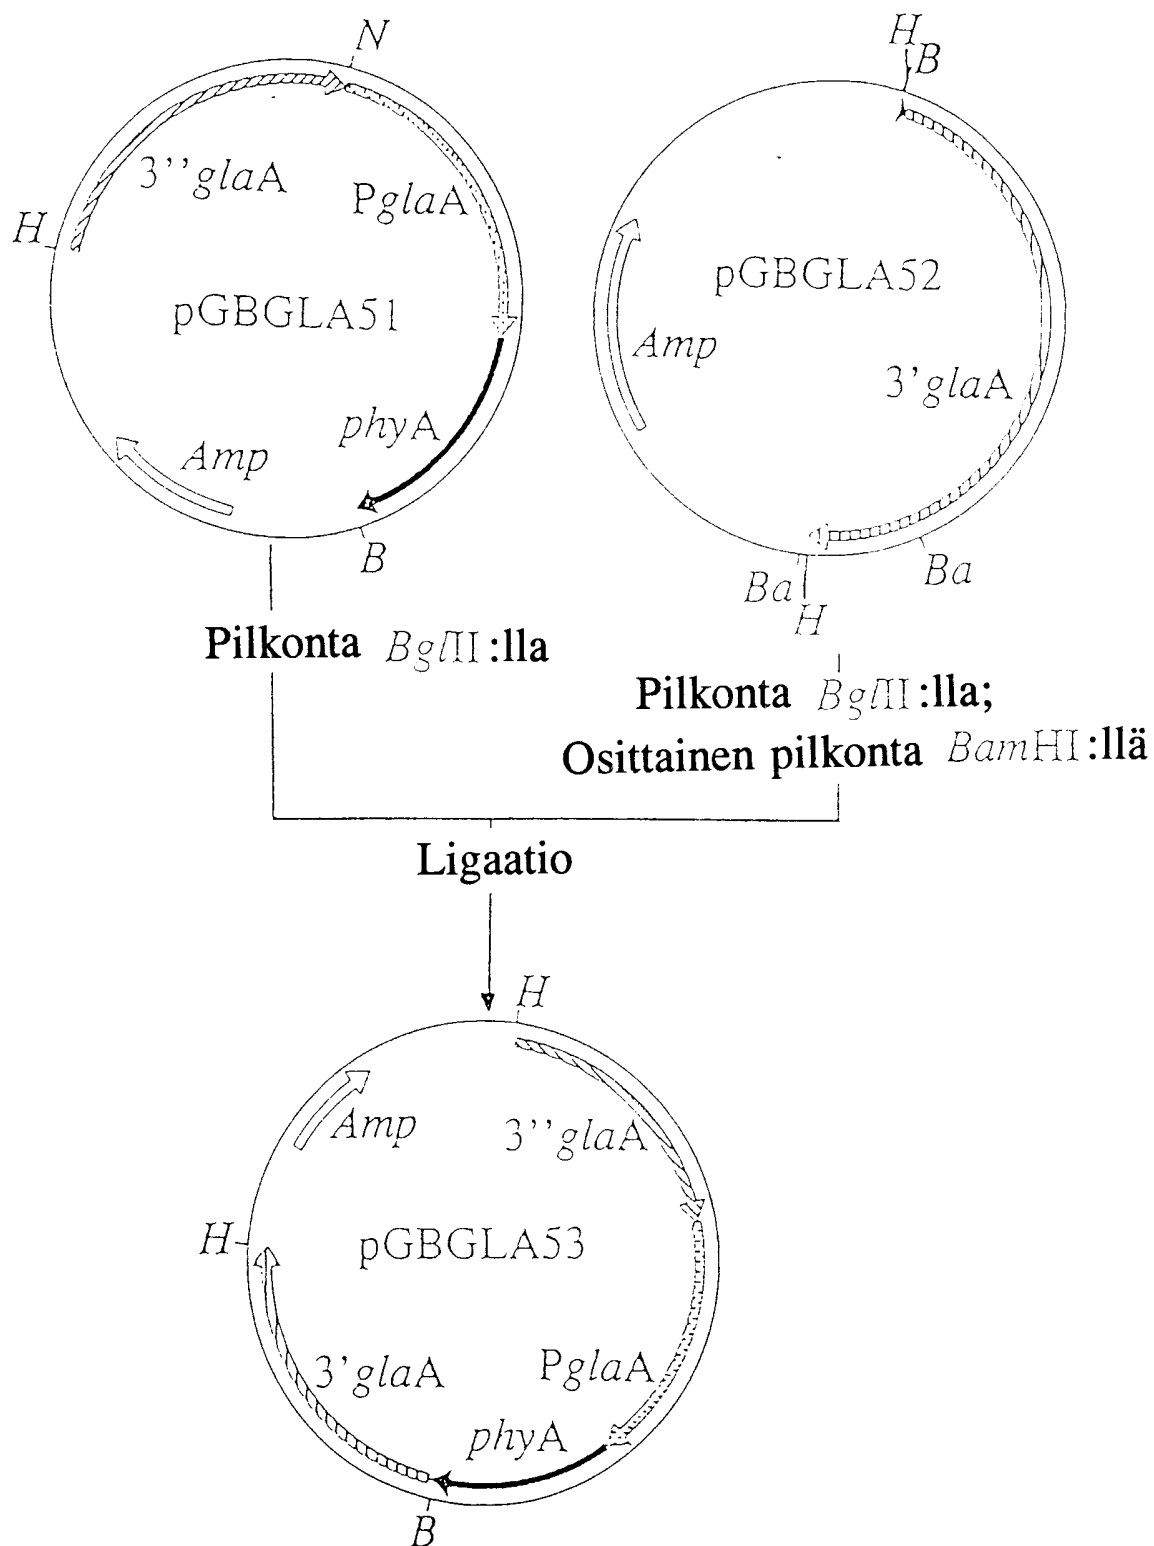 N
3''glaA
PglaA
H
pGBGLA51
phyA
Amp
B
H
B
pGBGLA52
Amp
3'glaA
Ba
Ba
H
Pilkonta BglII:lla
Pilkonta BglII:lla;
Osittainen pilkonta BamHI:llä
Ligaatio
H
Amp
3''glaA
H
pGBGLA53
3'glaA
PglaA
phyA
B